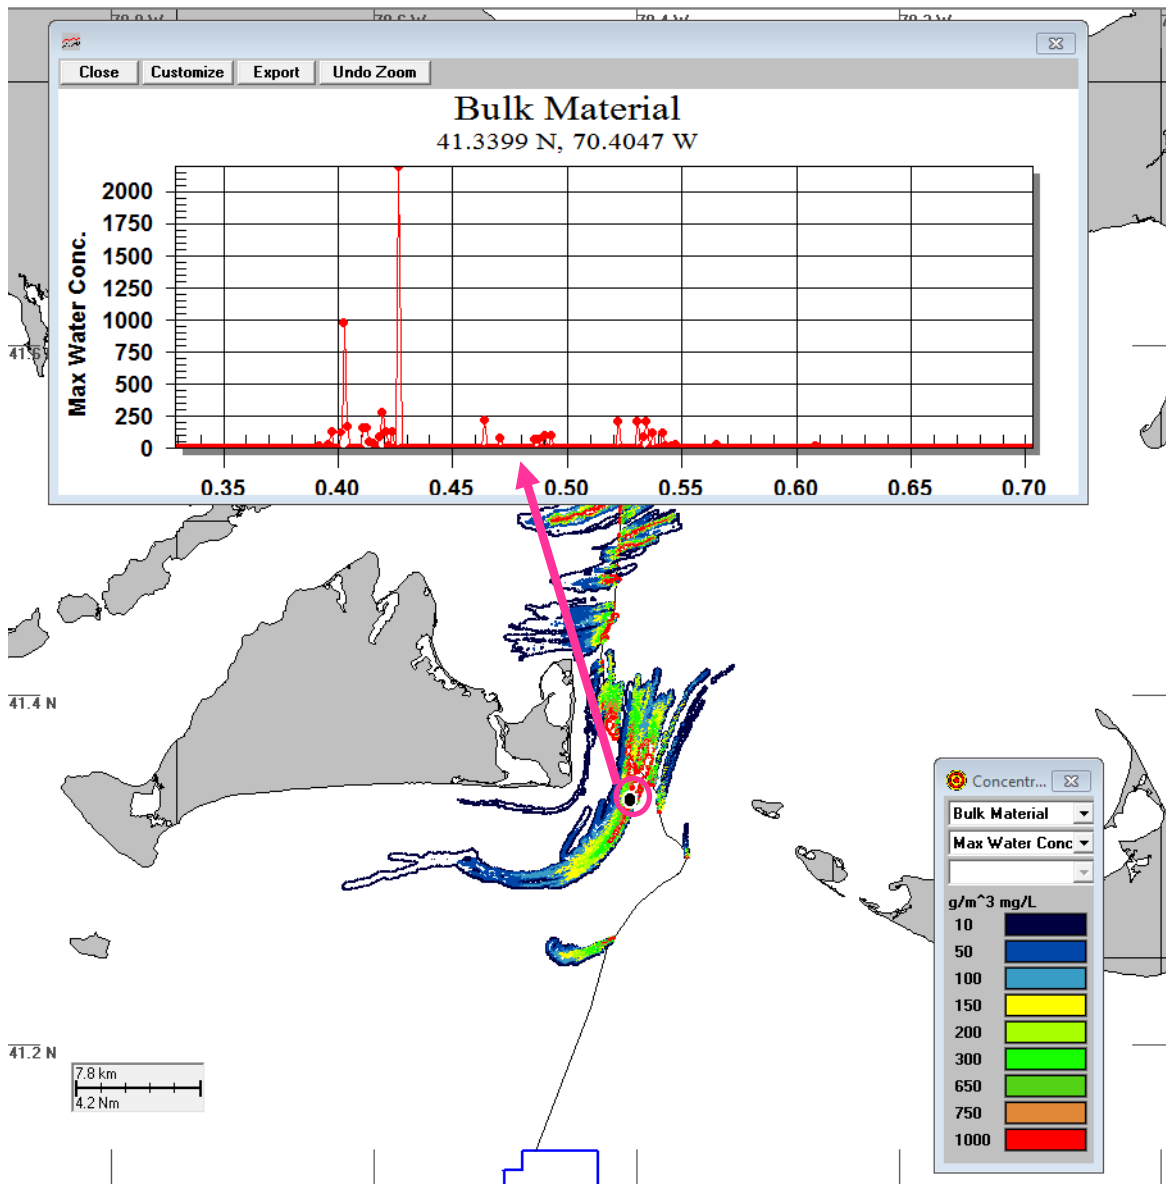 Close Customize Export Undo Zoom
Bulk Material
41.3399 N, 70.4047 W
Max Water Conc.
2000
1750
1500
1250
1000
750
500
250
0
0.35 0.40 0.45 0.50 0.55 0.60 0.65 0.70
41.4 N
41.2 N
7.8 km
4.2 Nm
Concentr...
Bulk Material
Max Water Conc
g/m^3 mg/L
10
50
100
150
200
300
650
750
1000